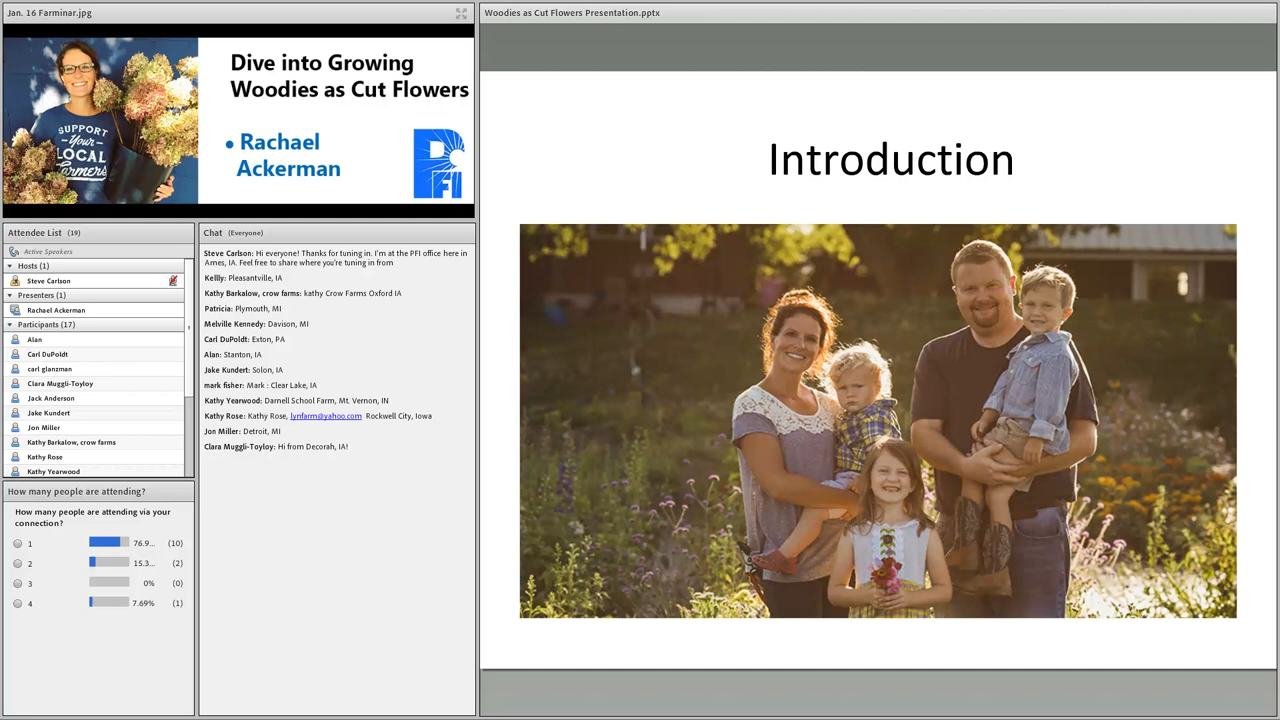 Jan. 16 Farminar.jpg
SUPPORT
Your
LOCAL
farmers
Dive into Growing
Woodies as Cut Flowers
• Rachael
Ackerman
PFI
Attendee List (19)
Active Speakers
Hosts (1)
Steve Carlson
Presenters (1)
Rachael Ackerman
Participants (17)
Alan
Carl DuPoldt
carl glanzman
Clara Muggli-Toyloy
Jack Anderson
Jake Kundert
Jon Miller
Kathy Barkalow, crow farms
Kathy Rose
Kathy Yearwood
How many people are attending?
How many people are attending via your
connection?
1 76.9... (10)
2 15.3... (2)
3 0% (0)
4 7.69% (1)
Chat (Everyone)
Steve Carlson: Hi everyone! Thanks for tuning in. I'm at the PFI office here in
Ames, IA. Feel free to share where you're tuning in from
Kellly: Pleasantville, IA
Kathy Barkalow, crow farms: kathy Crow Farms Oxford IA
Patricia: Plymouth, MI
Melville Kennedy: Davison, MI
Carl DuPoldt: Exton, PA
Alan: Stanton, IA
Jake Kundert: Solon, IA
mark fisher: Mark : Clear Lake, IA
Kathy Yearwood: Darnell School Farm, Mt. Vernon, IN
Kathy Rose: Kathy Rose, lynfarm@yahoo.com Rockwell City, Iowa
Jon Miller: Detroit, MI
Clara Muggli-Toyloy: Hi from Decorah, IA!
Woodies as Cut Flowers Presentation.pptx
Introduction